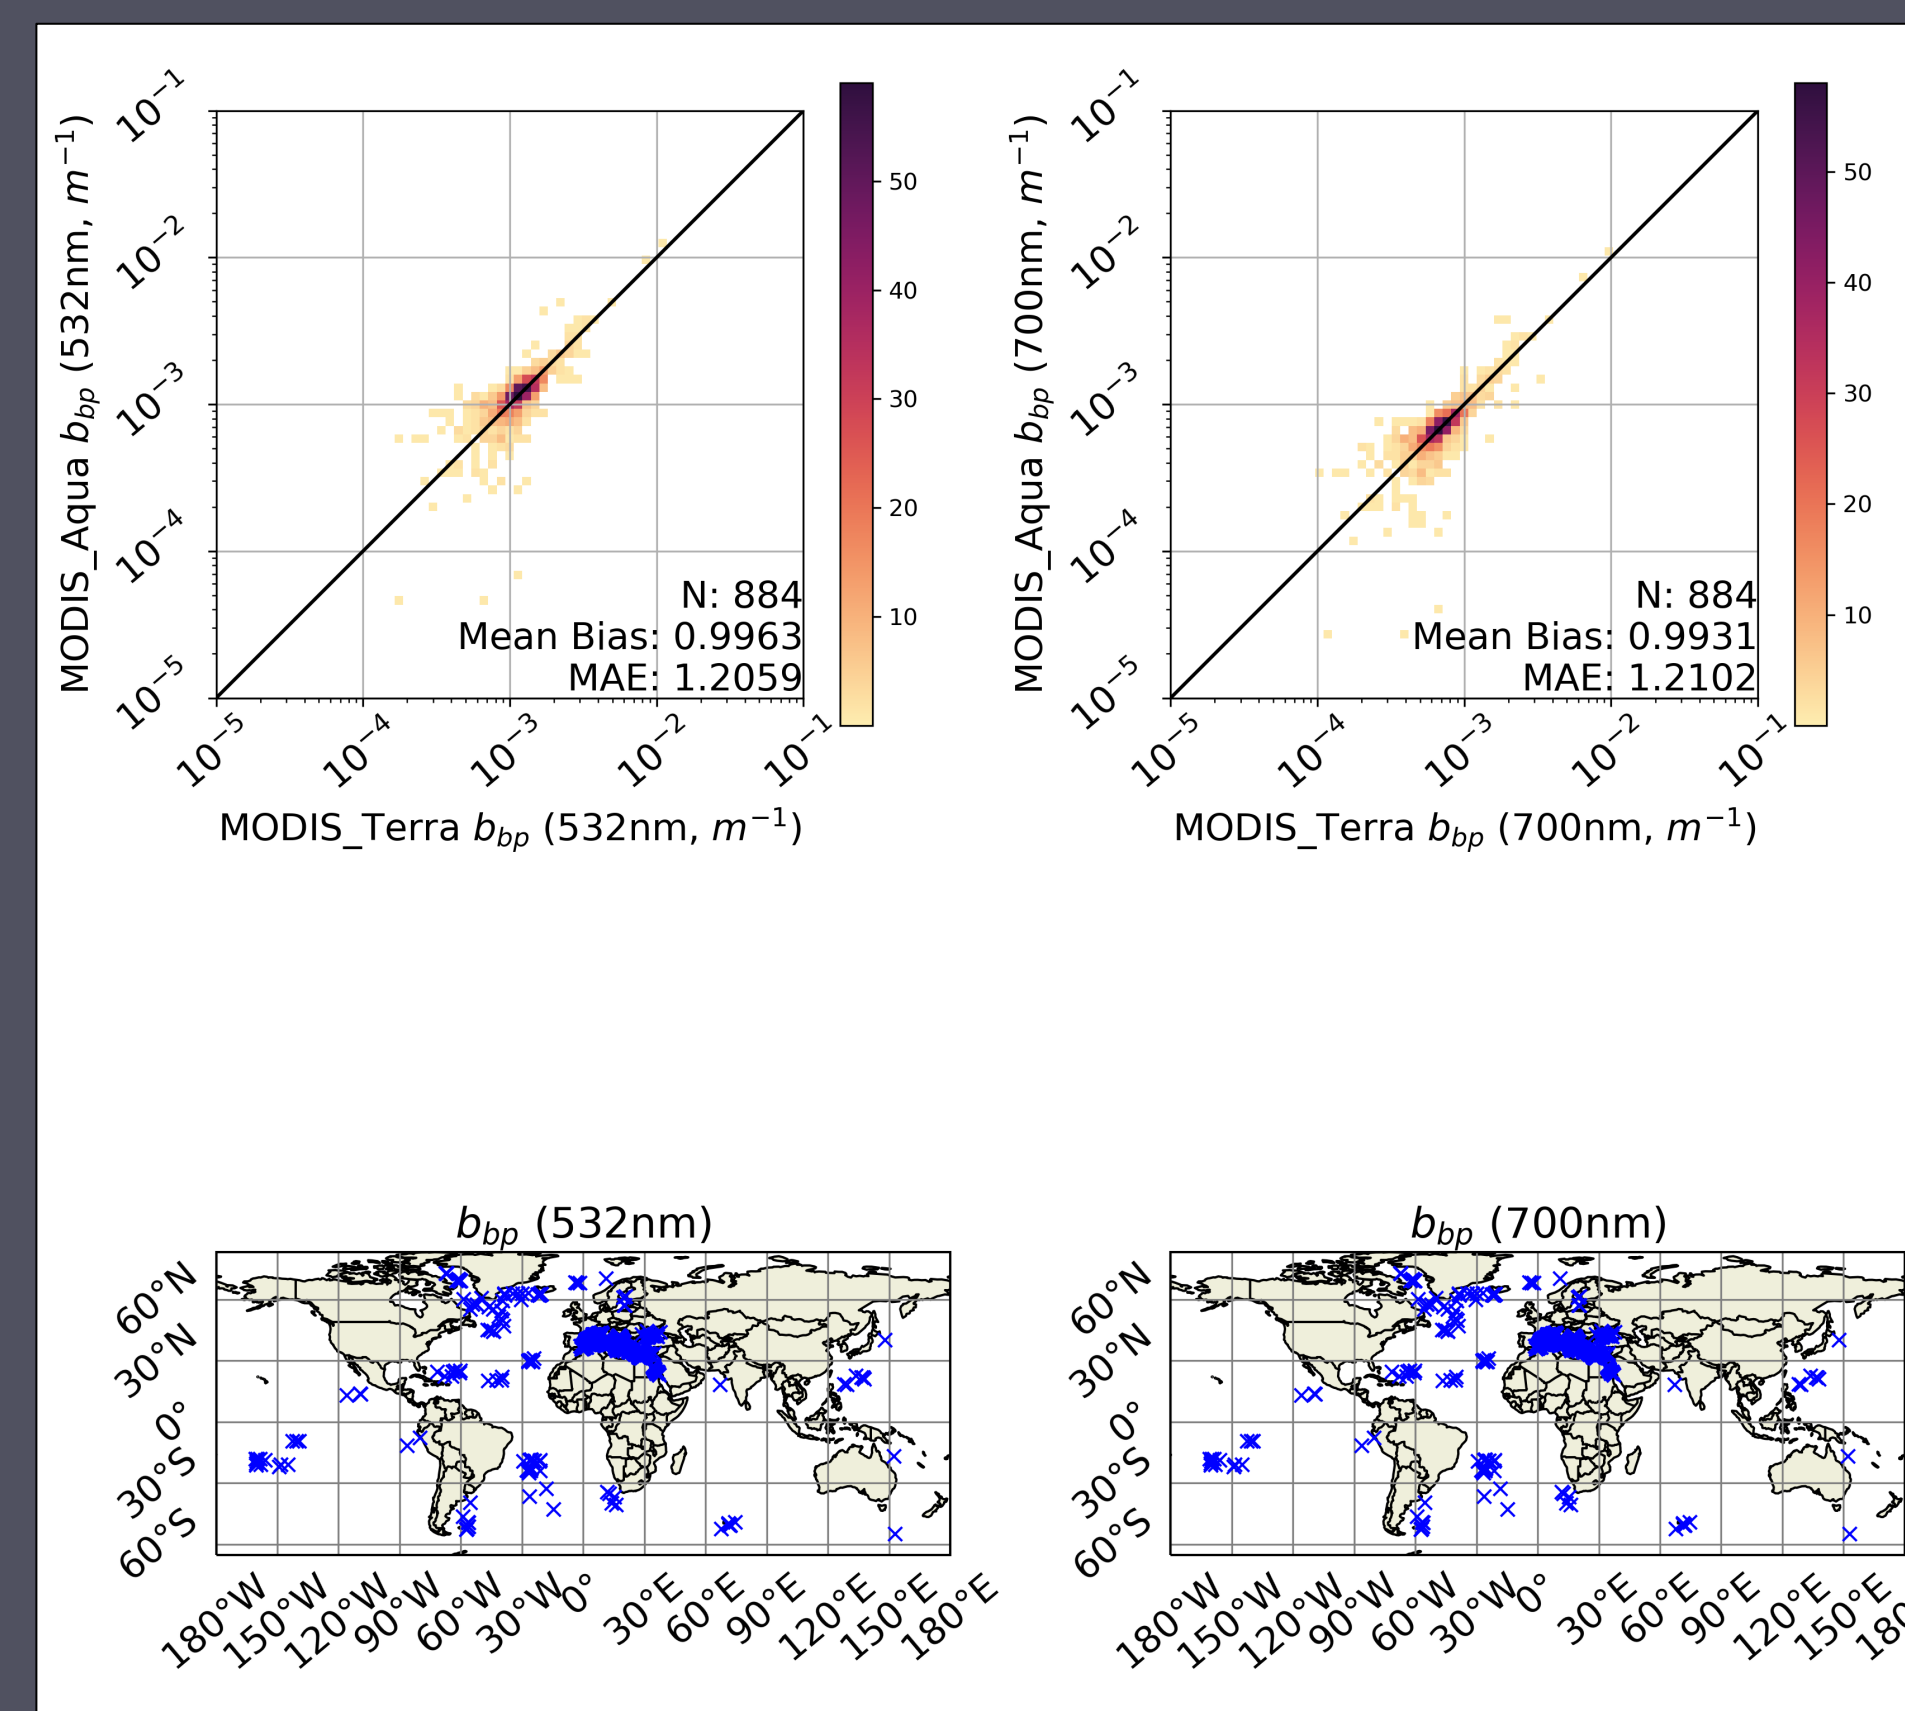 MODIS_Aqua b_bp (532nm, m⁻¹)
10⁻¹
10⁻²
10⁻³
10⁻⁴
10⁻⁵
10⁻⁵
10⁻⁴
10⁻³
10⁻²
10⁻¹
N: 884
Mean Bias: 0.9963
MAE: 1.2059
50
40
30
20
10
MODIS_Terra b_bp (532nm, m⁻¹)
MODIS_Aqua b_bp (700nm, m⁻¹)
10⁻¹
10⁻²
10⁻³
10⁻⁴
10⁻⁵
10⁻⁵
10⁻⁴
10⁻³
10⁻²
10⁻¹
N: 884
Mean Bias: 0.9931
MAE: 1.2102
50
40
30
20
10
MODIS_Terra b_bp (700nm, m⁻¹)
b_bp (532nm)
60°N
30°N
0°
30°S
60°S
180°W
150°W
120°W
90°W
60°W
30°W
0°
30°E
60°E
90°E
120°E
150°E
180°E
b_bp (700nm)
60°N
30°N
0°
30°S
60°S
180°W
150°W
120°W
90°W
60°W
30°W
0°
30°E
60°E
90°E
120°E
150°E